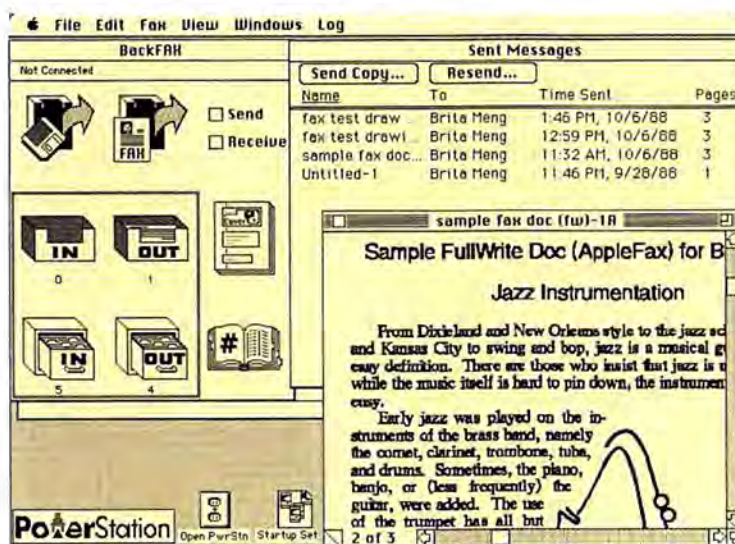 File Edit Fax View Windows Log
BackFAX
Not Connected
FAX
Send
Receive
IN
0
OUT
1
IN
5
OUT
4
#
Sent Messages
Send Copy... Resend...
Name To Time Sent Pages
fax test draw Brita Meng 1:46 PM, 10/6/88 3
fax test drawi... Brita Meng 12:59 PM, 10/6/88 3
sample fax doc... Brita Meng 11:32 AM, 10/6/88 3
Untitled-1 Brita Meng 11:46 PM, 9/28/88 1
sample fax doc (fw)-1A
Sample FullWrite Doc (AppleFax) for B
Jazz Instrumentation
From Dixieland and New Orleans style to the jazz
and Kansas City to swing and bop, jazz is a musical
easy definition. There are those who insist that jazz is
while the music itself is hard to pin down, the instrumen
easy.
Early jazz was played on the in-
struments of the brass band, namely
the cornet, clarinet, trombone, tuba,
and drums. Sometimes, the piano,
banjo, or (less frequently) the
guitar, were added. The use
of the trumpet has all but
2 of 3
PowerStation
Open PwrStn
Startup Set